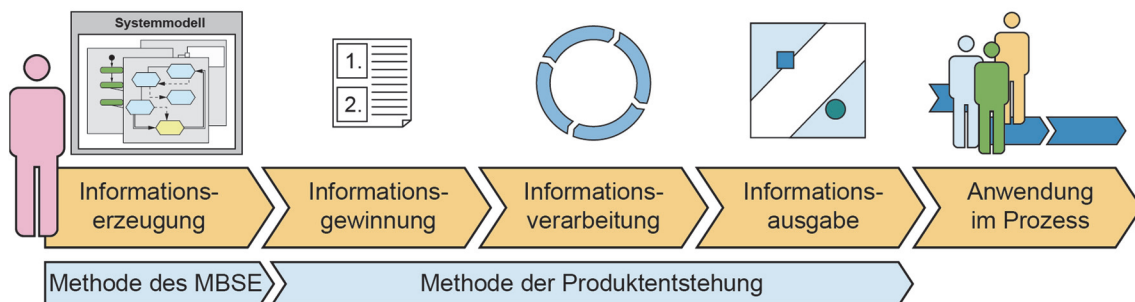 Systemmodell
1.
2.
Informations-
erzeugung
Informations-
gewinnung
Informations-
verarbeitung
Informations-
ausgabe
Anwendung
im Prozess
Methode des MBSE
Methode der Produktentstehung